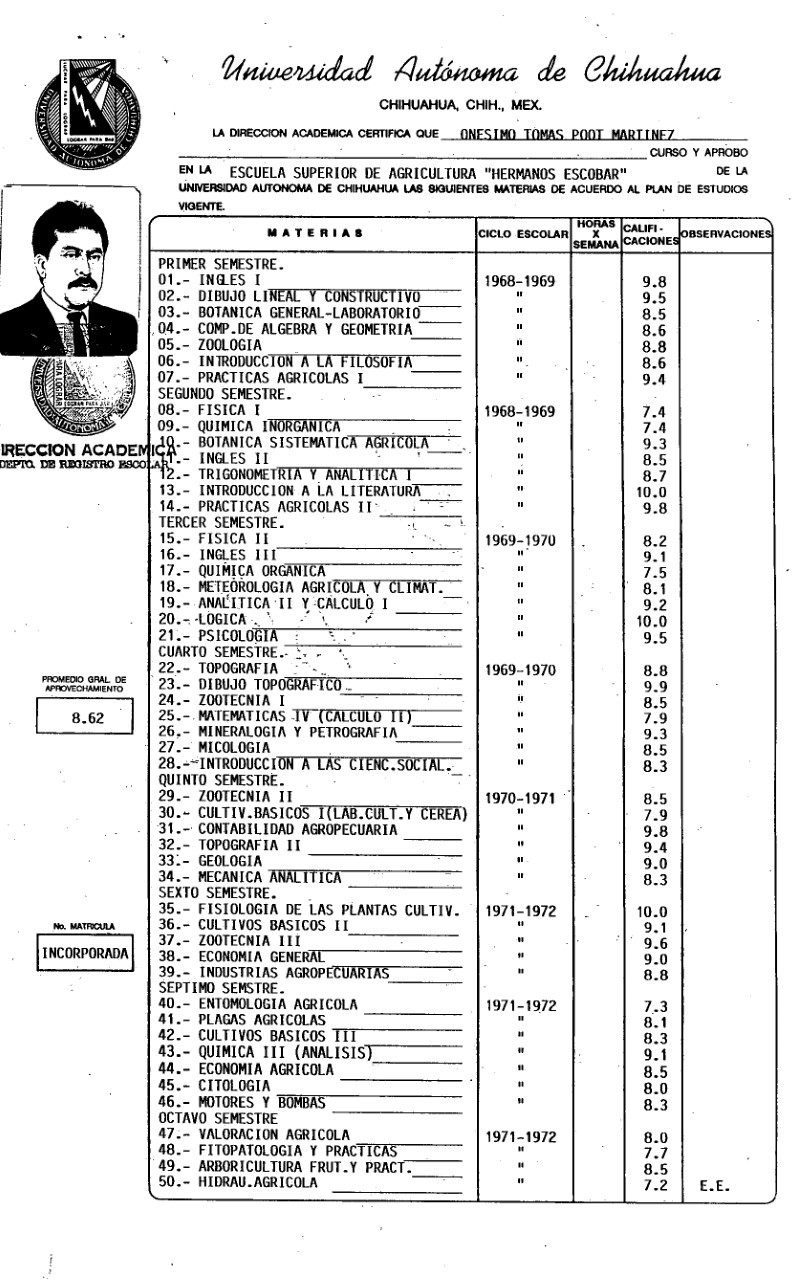 Universidad Autónoma de Chihuahua
CHIHUAHUA, CHIH., MEX.
LA DIRECCION ACADEMICA CERTIFICA QUE ONESIMO TOMAS POOT MARTINEZ
CURSO Y APROBO
EN LA ESCUELA SUPERIOR DE AGRICULTURA "HERMANOS ESCOBAR" DE LA
UNIVERSIDAD AUTONOMA DE CHIHUAHUA LAS SIGUIENTES MATERIAS DE ACUERDO AL PLAN DE ESTUDIOS
VIGENTE.
MATERIAS CICLO ESCOLAR HORAS X SEMANA CALIFI-CACIONES OBSERVACIONES
PRIMER SEMESTRE.
01.- INGLES I 1968-1969 9.8
02.- DIBUJO LINEAL Y CONSTRUCTIVO " 9.5
03.- BOTANICA GENERAL-LABORATORIO " 8.5
04.- COMP.DE ALGEBRA Y GEOMETRIA " 8.6
05.- ZOOLOGIA " 8.8
06.- INTRODUCCION A LA FILOSOFIA " 8.6
07.- PRACTICAS AGRICOLAS I " 9.4
SEGUNDO SEMESTRE.
08.- FISICA I 1968-1969 7.4
09.- QUIMICA INORGANICA " 7.4
10.- BOTANICA SISTEMATICA AGRICOLA " 9.3
11.- INGLES II " 8.5
12.- TRIGONOMETRIA Y ANALITICA I " 8.7
13.- INTRODUCCION A LA LITERATURA " 10.0
14.- PRACTICAS AGRICOLAS II " 9.8
TERCER SEMESTRE.
15.- FISICA II 1969-1970 8.2
16.- INGLES III " 9.1
17.- QUIMICA ORGANICA " 7.5
18.- METEOROLOGIA AGRICOLA Y CLIMAT. " 8.1
19.- ANALITICA II Y CALCULO I " 9.2
20.- LOGICA " 10.0
21.- PSICOLOGIA " 9.5
CUARTO SEMESTRE.
22.- TOPOGRAFIA 1969-1970 8.8
23.- DIBUJO TOPOGRAFICO " 9.9
24.- ZOOTECNIA I " 8.5
25.- MATEMATICAS IV (CALCULO II) " 7.9
26.- MINERALOGIA Y PETROGRAFIA " 9.3
27.- MICOLOGIA " 8.5
28.- INTRODUCCION A LAS CIENC.SOCIAL. " 8.3
QUINTO SEMESTRE.
29.- ZOOTECNIA II 1970-1971 8.5
30.- CULTIV.BASICOS I(LAB.CULT.Y CEREA) " 7.9
31.- CONTABILIDAD AGROPECUARIA " 9.8
32.- TOPOGRAFIA II " 9.4
33.- GEOLOGIA " 9.0
34.- MECANICA ANALITICA " 8.3
SEXTO SEMESTRE.
35.- FISIOLOGIA DE LAS PLANTAS CULTIV. 1971-1972 10.0
36.- CULTIVOS BASICOS II " 9.1
37.- ZOOTECNIA III " 9.6
38.- ECONOMIA GENERAL " 9.0
39.- INDUSTRIAS AGROPECUARIAS " 8.8
SEPTIMO SEMSTRE.
40.- ENTOMOLOGIA AGRICOLA 1971-1972 7.3
41.- PLAGAS AGRICOLAS " 8.1
42.- CULTIVOS BASICOS III " 8.3
43.- QUIMICA III (ANALISIS) " 9.1
44.- ECONOMIA AGRICOLA " 8.5
45.- CITOLOGIA " 8.0
46.- MOTORES Y BOMBAS " 8.3
OCTAVO SEMESTRE
47.- VALORACION AGRICOLA 1971-1972 8.0
48.- FITOPATOLOGIA Y PRACTICAS " 7.7
49.- ARBORICULTURA FRUT.Y PRACT. " 8.5
50.- HIDRAU.AGRICOLA " 7.2 E.E.
IRECCION ACADEMICA
DEPTO. DE REGISTRO ESCOLAR
PROMEDIO GRAL. DE
APROVECHAMIENTO
8.62
No. MATRICULA
INCORPORADA
UNIVERSIDAD AUTONOMA DE CHIHUAHUA
LUCHAR PARA LOGRAR
LOGRAR PARA DAR